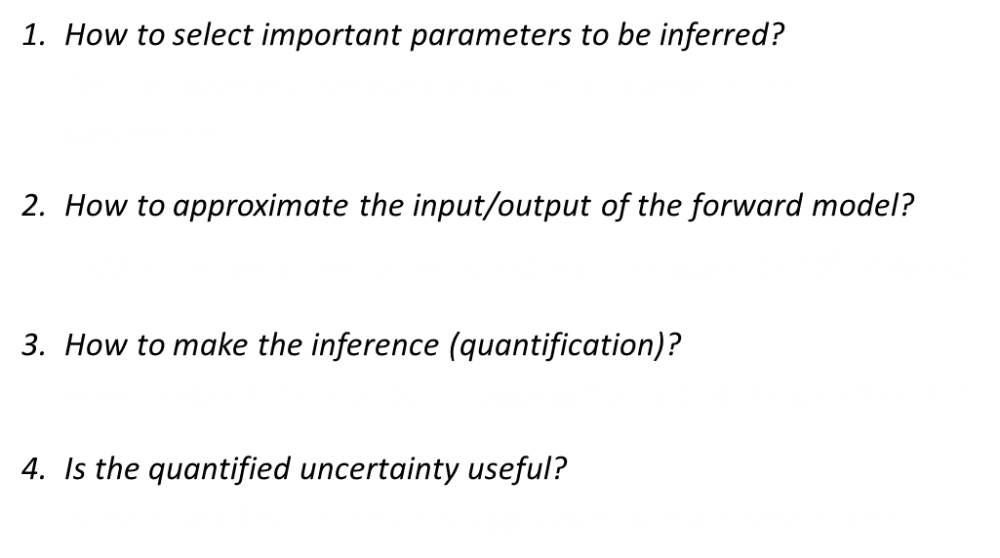 1. How to select important parameters to be inferred?
2. How to approximate the input/output of the forward model?
3. How to make the inference (quantification)?
4. Is the quantified uncertainty useful?